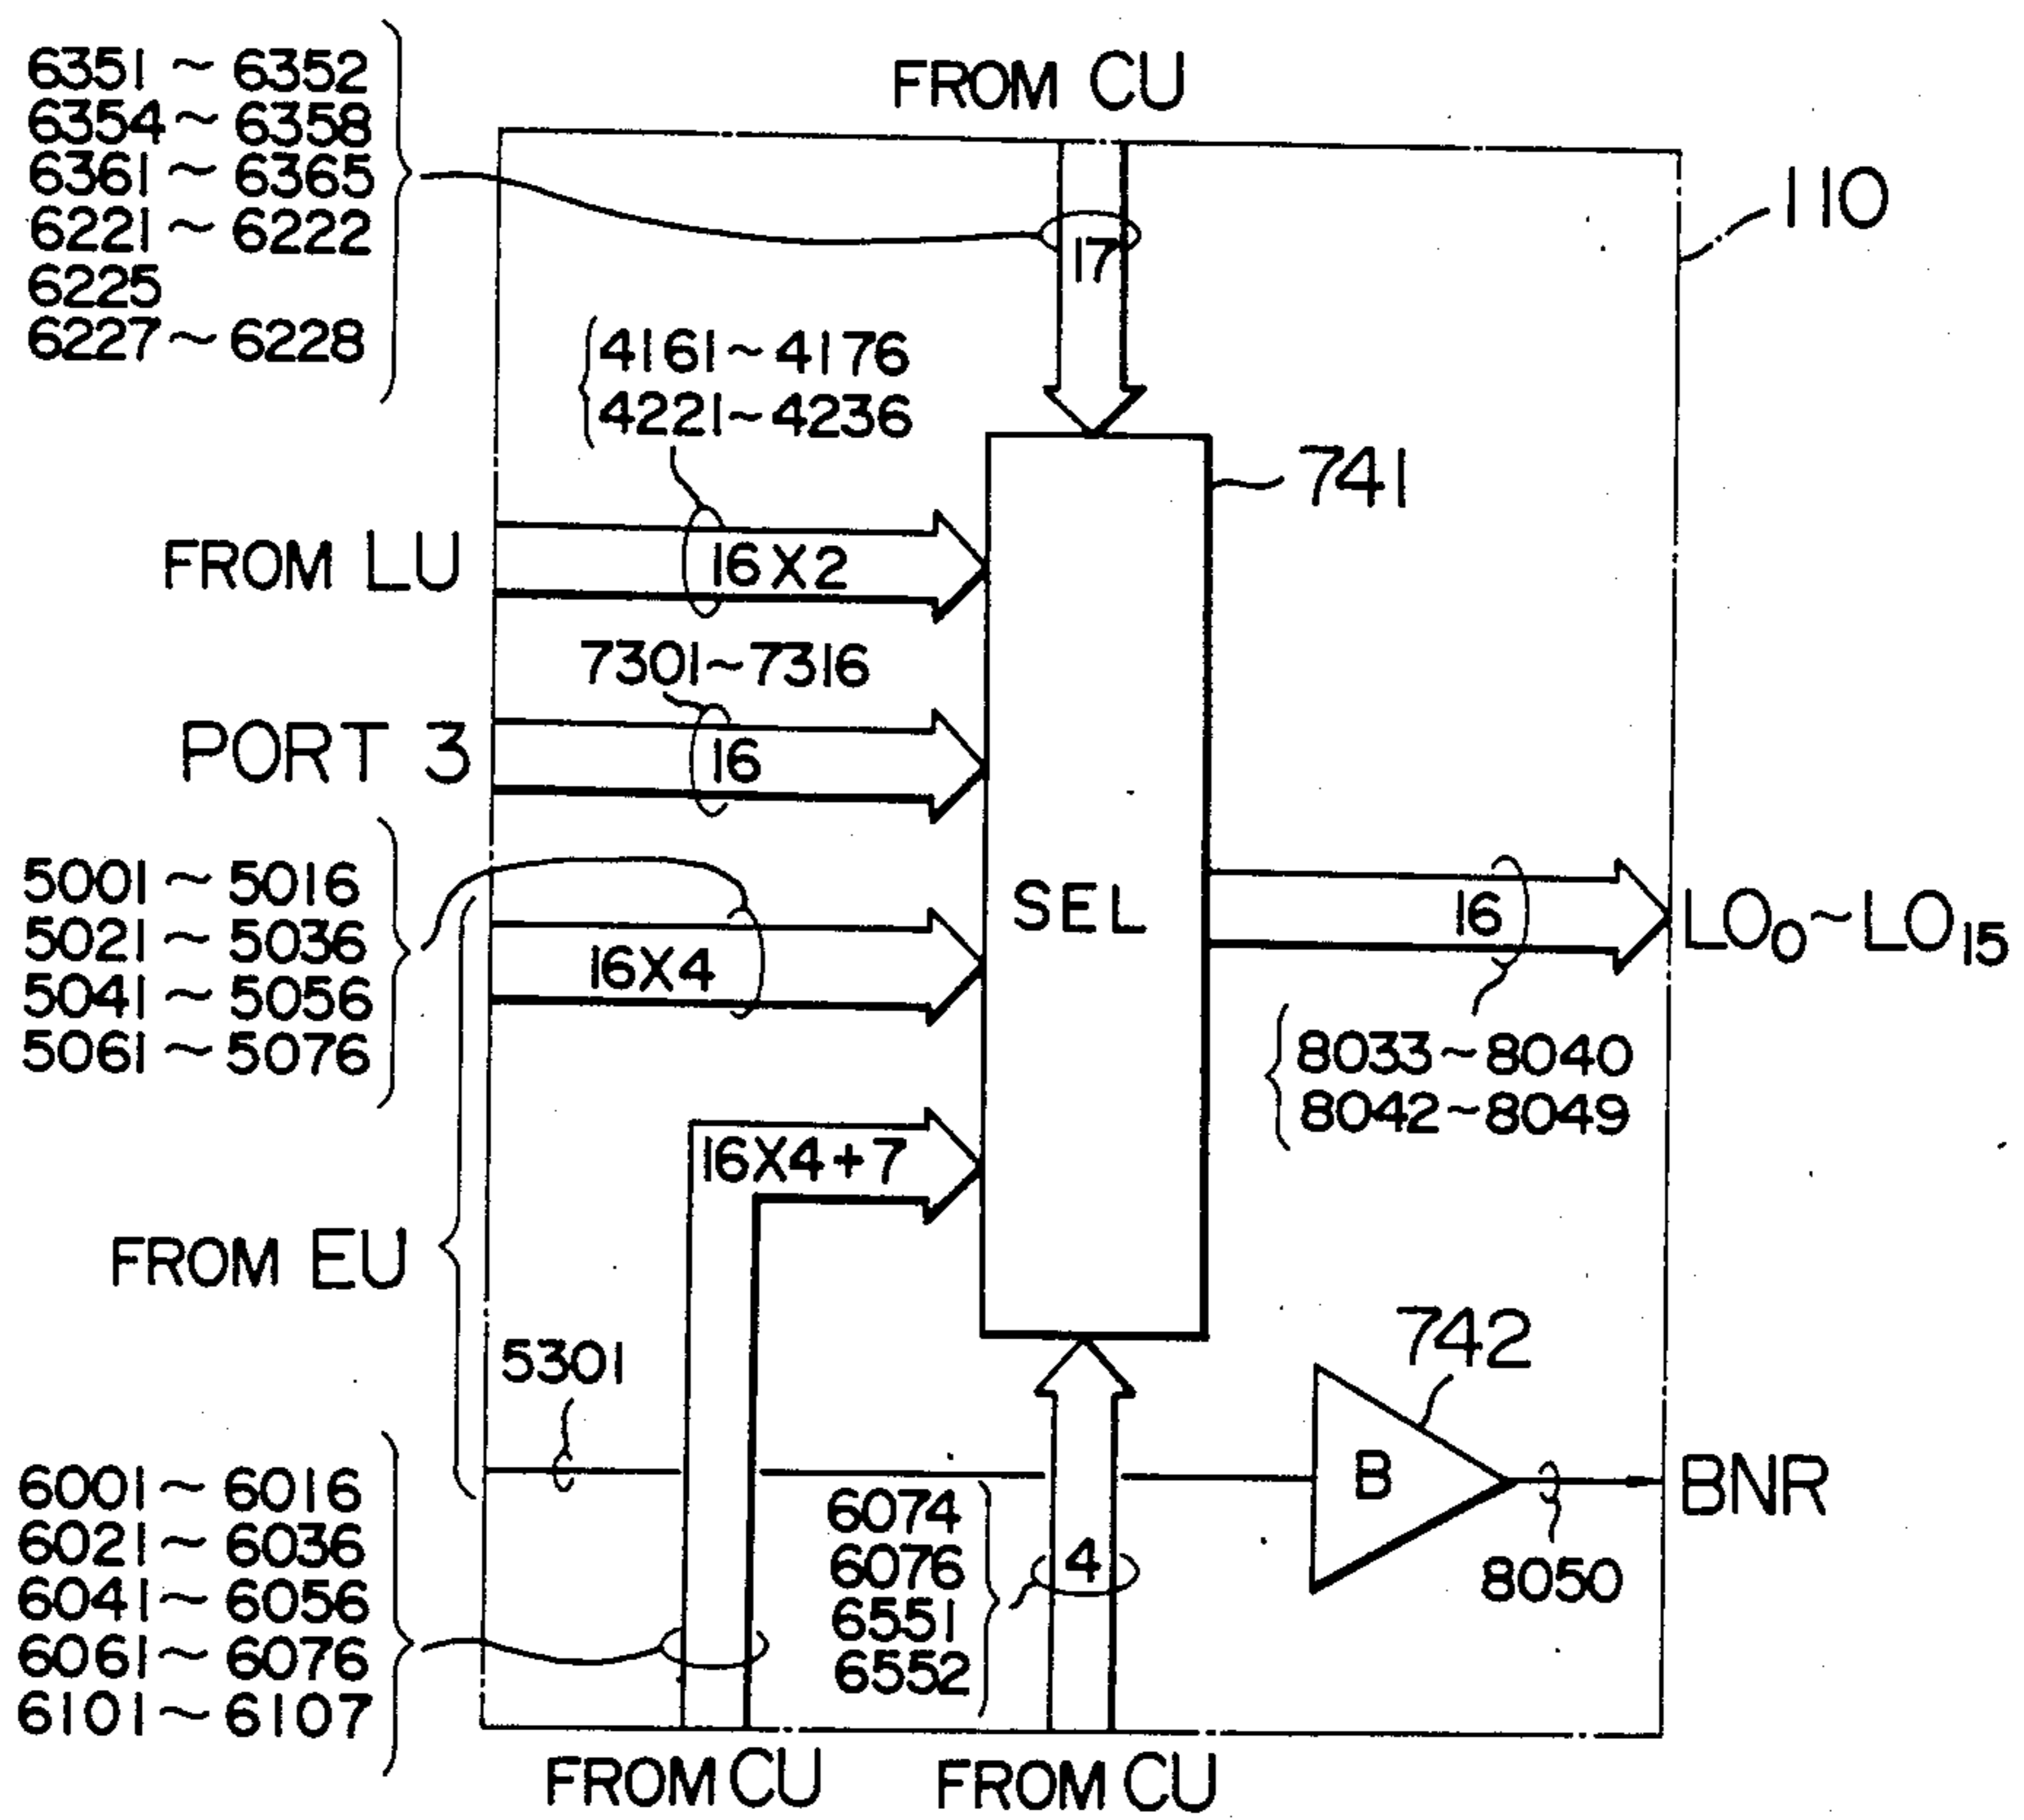 6351~6352
6354~6358
6361~6365
6221~6222
6225
6227~6228
FROM CU
110
17
4161~4176
4221~4236
741
FROM LU
16X2
7301~7316
PORT 3
16
5001~5016
5021~5036
5041~5056
5061~5076
16X4
SEL
16
LO0~LO15
8033~8040
8042~8049
16X4+7
FROM EU
5301
742
B
BNR
8050
6001~6016
6021~6036
6041~6056
6061~6076
6101~6107
6074
6076
6551
6552
4
FROM CU
FROM CU